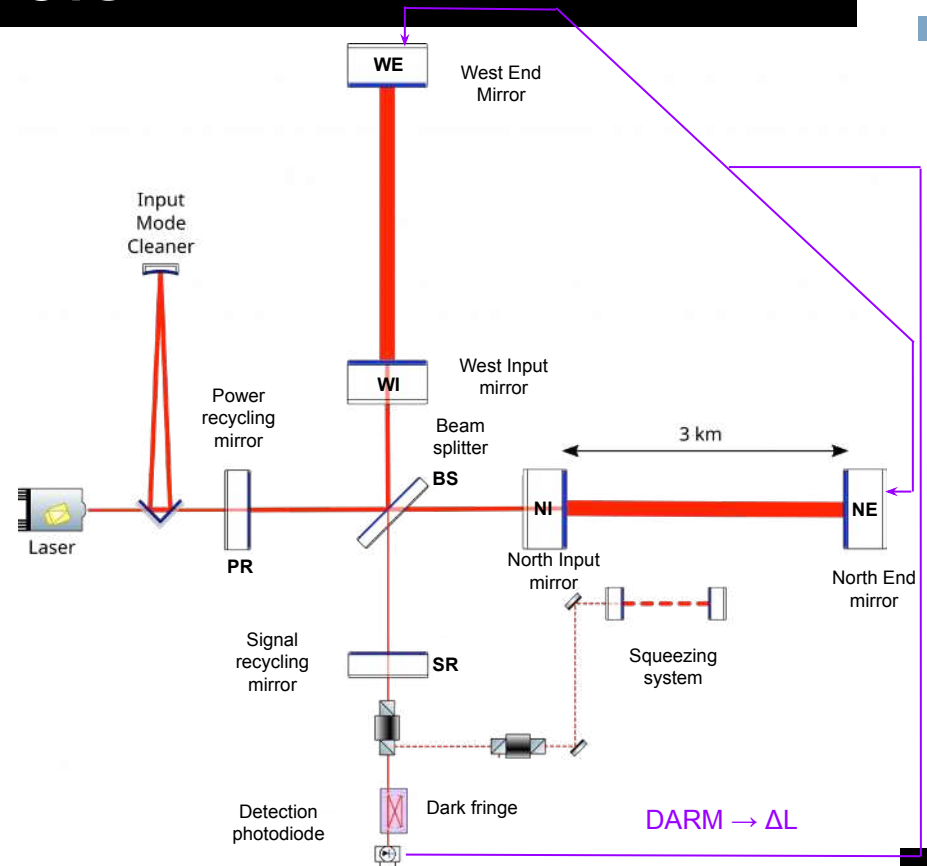 WE
West End
Mirror
Input
Mode
Cleaner
WI
West Input
mirror
Power
recycling
mirror
Beam
splitter
BS
3 km
NI
NE
Laser
PR
North Input
mirror
North End
mirror
Signal
recycling
mirror
SR
Squeezing
system
Detection
photodiode
Dark fringe
DARM → ΔL